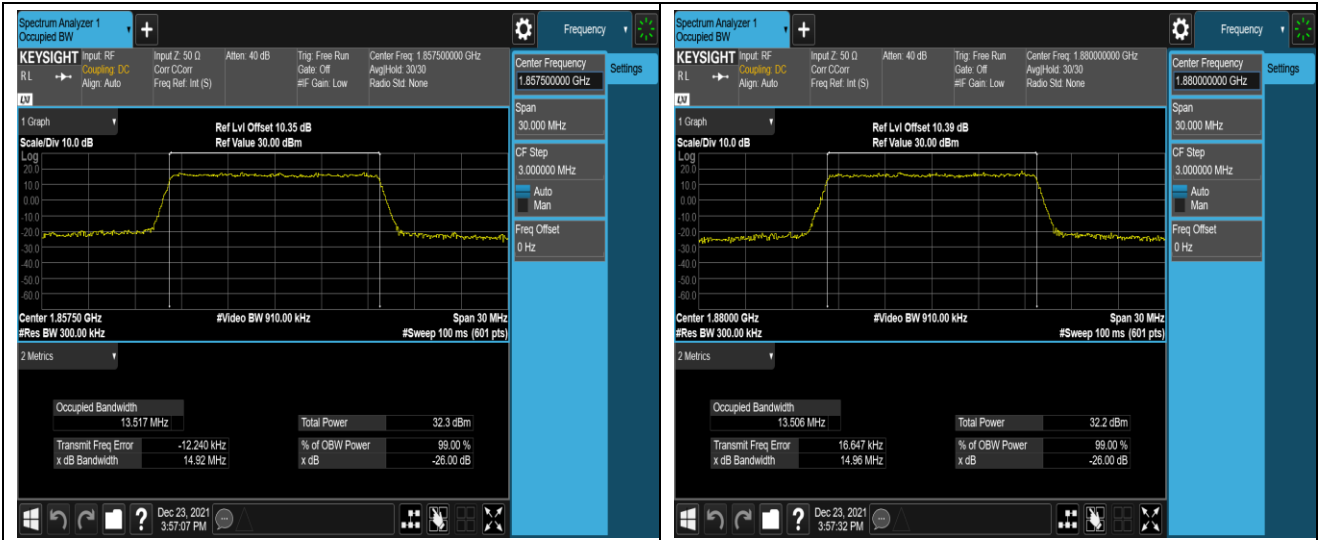 Spectrum Analyzer 1
Occupied BW
Frequency
KEYSIGHT
RL
LXI
Input: RF
Coupling: DC
Align: Auto
Input Z: 50 Ω
Corr CCorr
Freq Ref: Int (S)
Atten: 40 dB
Trig: Free Run
Gate: Off
#IF Gain: Low
Center Freq: 1.857500000 GHz
Avg|Hold: 30/30
Radio Std: None
Center Frequency
1.857500000 GHz
Settings
Span
30.000 MHz
CF Step
3.000000 MHz
Auto
Man
Freq Offset
0 Hz
1 Graph
Scale/Div 10.0 dB
Ref Lvl Offset 10.35 dB
Ref Value 30.00 dBm
Log
20.0
10.0
0.00
-10.0
-20.0
-30.0
-40.0
-50.0
-60.0
Center 1.85750 GHz
#Video BW 910.00 kHz
Span 30 MHz
#Res BW 300.00 kHz
#Sweep 100 ms (601 pts)
2 Metrics
Occupied Bandwidth
13.517 MHz
Total Power 32.3 dBm
Transmit Freq Error -12.240 kHz
% of OBW Power 99.00 %
x dB Bandwidth 14.92 MHz
x dB -26.00 dB
Dec 23, 2021
3:57:07 PM
Spectrum Analyzer 1
Occupied BW
Frequency
KEYSIGHT
RL
LXI
Input: RF
Coupling: DC
Align: Auto
Input Z: 50 Ω
Corr CCorr
Freq Ref: Int (S)
Atten: 40 dB
Trig: Free Run
Gate: Off
#IF Gain: Low
Center Freq: 1.880000000 GHz
Avg|Hold: 30/30
Radio Std: None
Center Frequency
1.880000000 GHz
Settings
Span
30.000 MHz
CF Step
3.000000 MHz
Auto
Man
Freq Offset
0 Hz
1 Graph
Scale/Div 10.0 dB
Ref Lvl Offset 10.39 dB
Ref Value 30.00 dBm
Log
20.0
10.0
0.00
-10.0
-20.0
-30.0
-40.0
-50.0
-60.0
Center 1.88000 GHz
#Video BW 910.00 kHz
Span 30 MHz
#Res BW 300.00 kHz
#Sweep 100 ms (601 pts)
2 Metrics
Occupied Bandwidth
13.506 MHz
Total Power 32.2 dBm
Transmit Freq Error 16.647 kHz
% of OBW Power 99.00 %
x dB Bandwidth 14.96 MHz
x dB -26.00 dB
Dec 23, 2021
3:57:32 PM